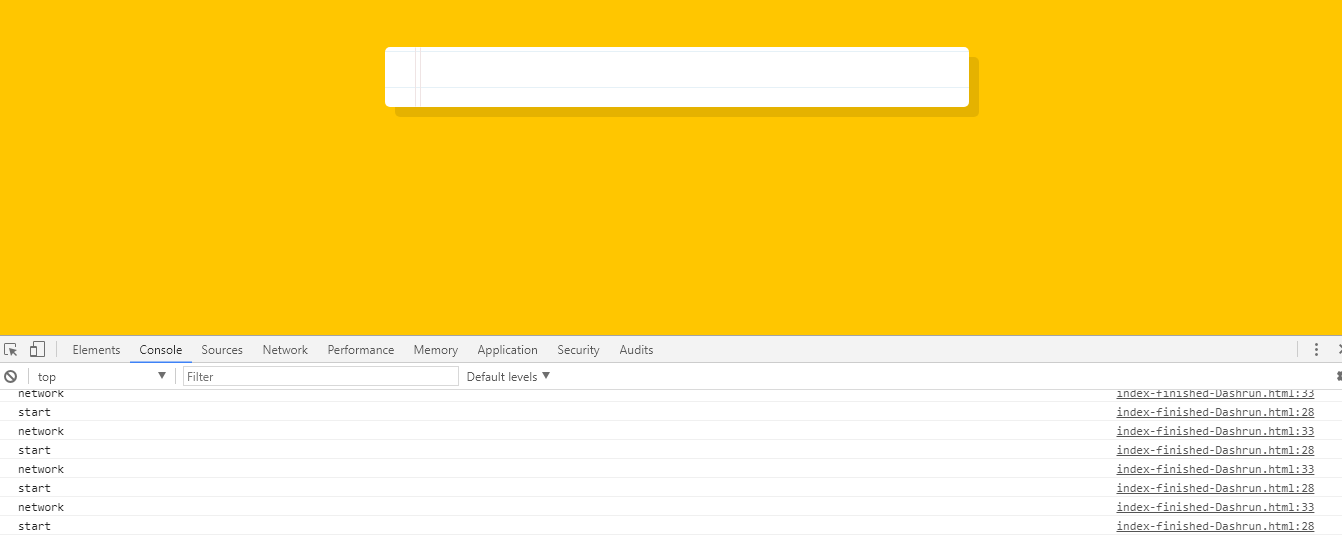 Elements Console Sources Network Performance Memory Application Security Audits
top Filter Default levels
network index-finished-Dashrun.html:33
start index-finished-Dashrun.html:28
network index-finished-Dashrun.html:33
start index-finished-Dashrun.html:28
network index-finished-Dashrun.html:33
start index-finished-Dashrun.html:28
network index-finished-Dashrun.html:33
start index-finished-Dashrun.html:28